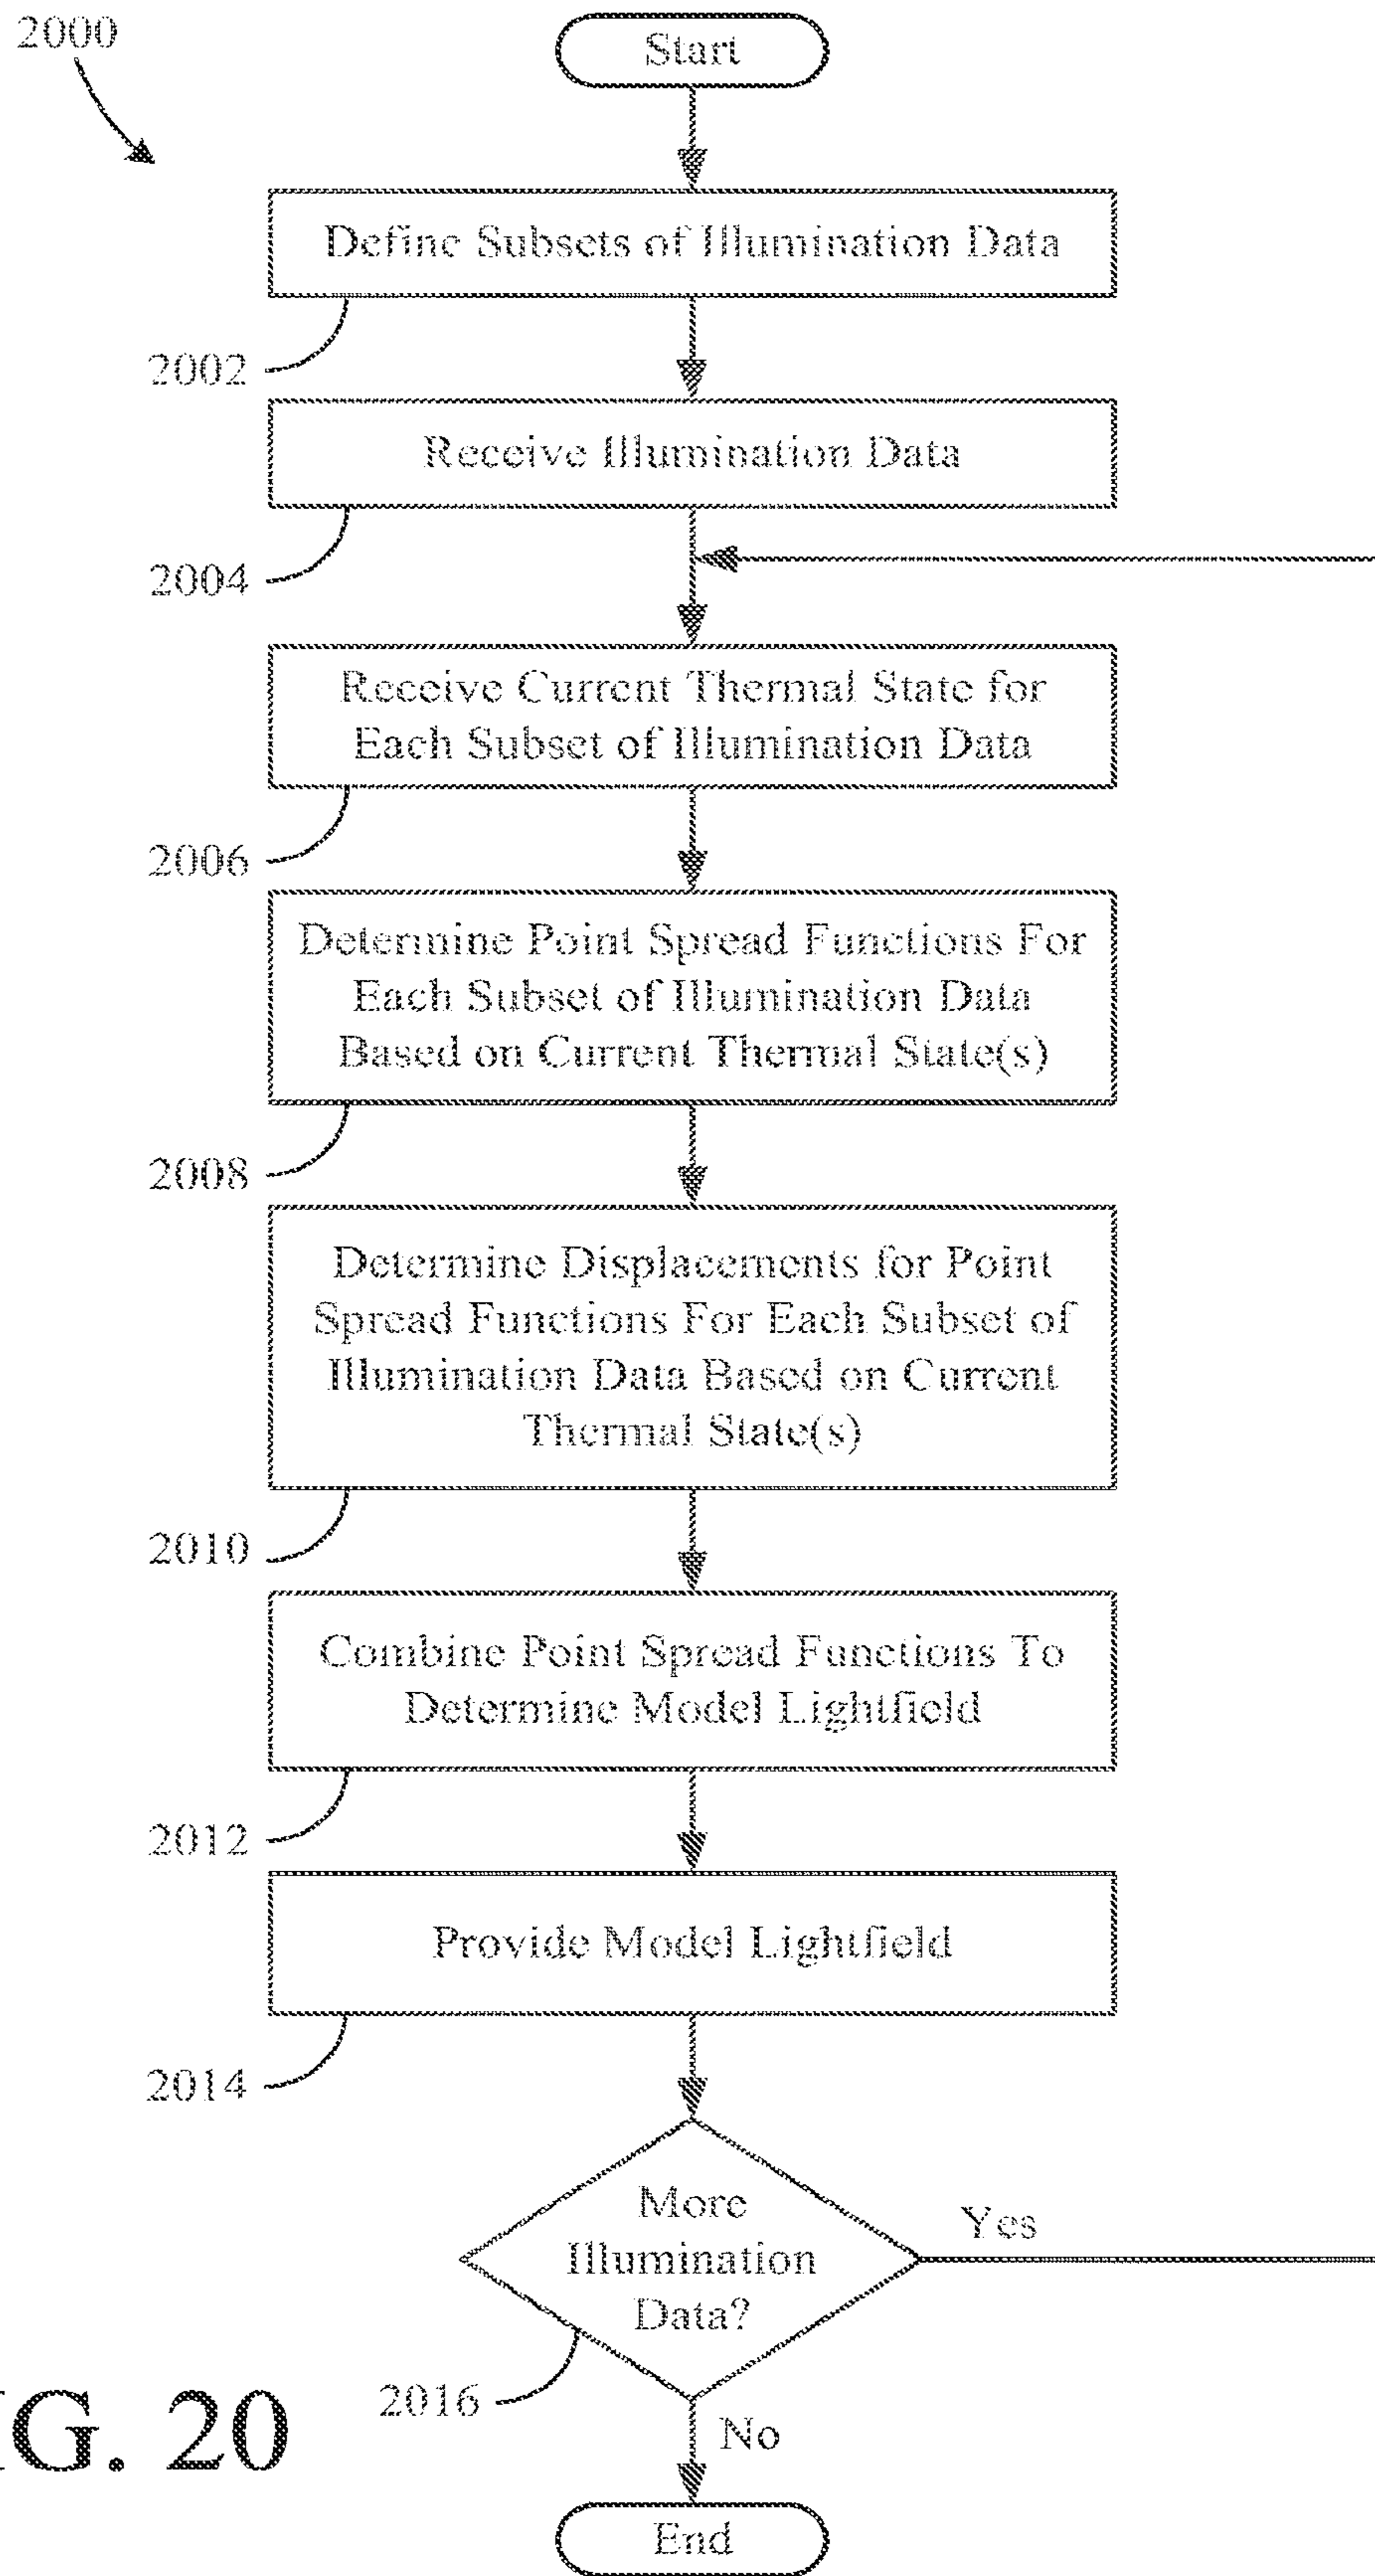 2000
Start
Define Subsets of Illumination Data
2002
Receive Illumination Data
2004
Receive Current Thermal State for
Each Subset of Illumination Data
2006
Determine Point Spread Functions For
Each Subset of Illumination Data
Based on Current Thermal State(s)
2008
Determine Displacements for Point
Spread Functions For Each Subset of
Illumination Data Based on Current
Thermal State(s)
2010
Combine Point Spread Functions To
Determine Model Lightfield
2012
Provide Model Lightfield
2014
More
Illumination
Data?
Yes
2016
No
G. 20
End